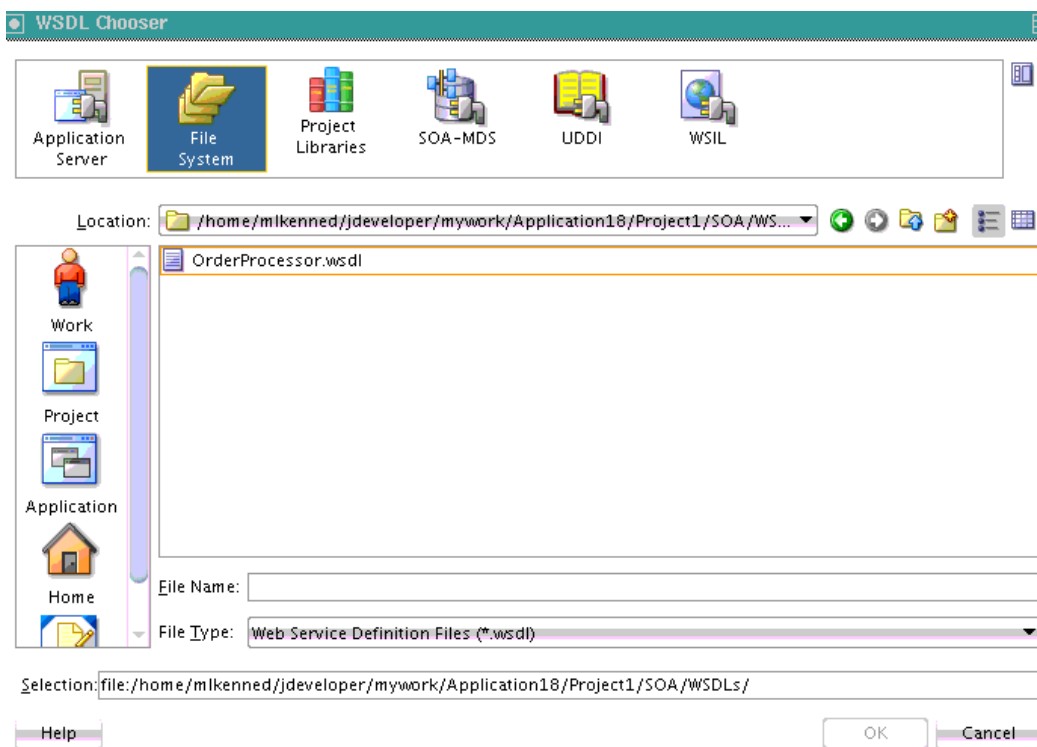 WSDL Chooser
Application Server
File System
Project Libraries
SOA-MDS
UDDI
WSIL
Location: /home/mlkenned/jdeveloper/mywork/Application18/Project1/SOA/WS...
Work
Project
Application
Home
OrderProcessor.wsdl
File Name:
File Type: Web Service Definition Files (*.wsdl)
Selection: file:/home/mlkenned/jdeveloper/mywork/Application18/Project1/SOA/WSDLs/
Help
OK
Cancel